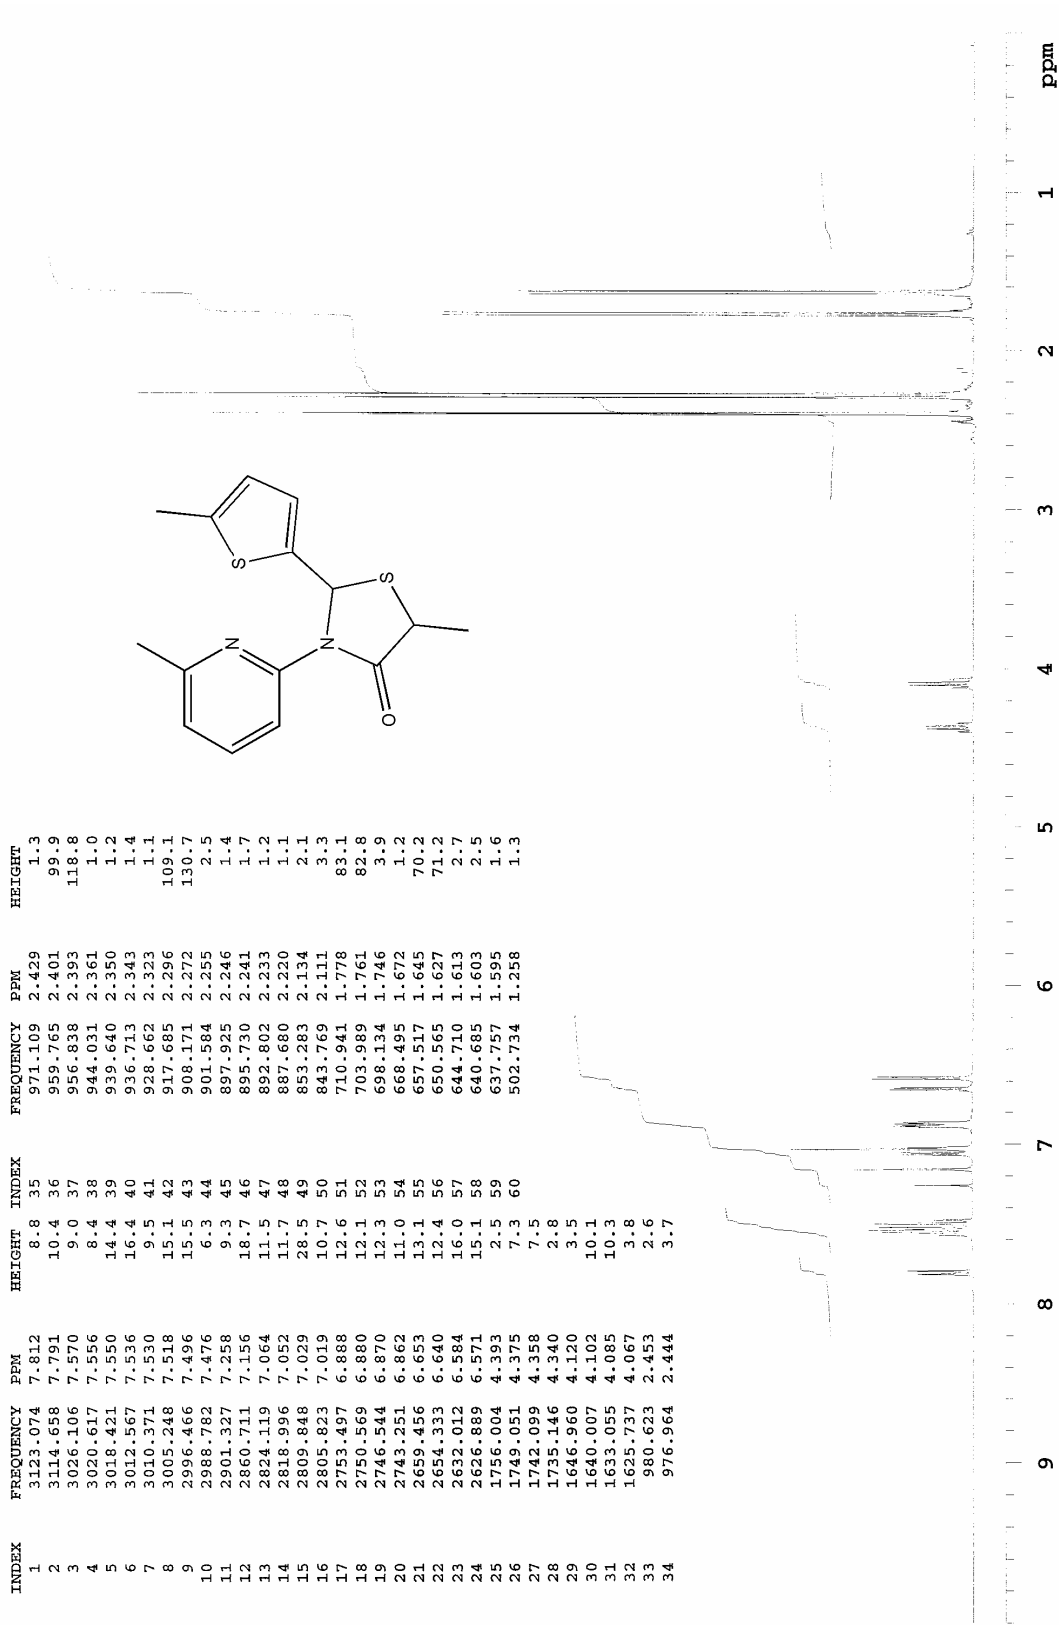 INDEX FREQUENCY PPM HEIGHT
1 3123.074 7.812 8.8
2 3114.658 7.791 10.4
3 3026.106 7.570 9.0
4 3020.617 7.556 8.4
5 3018.421 7.550 14.4
6 3012.567 7.536 16.4
7 3010.371 7.530 9.5
8 3005.248 7.518 15.1
9 2996.466 7.496 15.5
10 2988.782 7.476 6.3
11 2901.327 7.258 9.3
12 2860.711 7.156 18.7
13 2824.119 7.064 11.5
14 2818.996 7.052 11.7
15 2809.848 7.029 28.5
16 2805.823 7.019 10.7
17 2753.497 6.888 12.6
18 2750.569 6.880 12.1
19 2746.544 6.870 12.3
20 2743.251 6.862 11.0
21 2659.456 6.653 13.1
22 2654.333 6.640 12.4
23 2632.012 6.584 16.0
24 2626.889 6.571 15.1
25 1756.004 4.393 2.5
26 1749.051 4.375 7.3
27 1742.099 4.358 7.5
28 1735.146 4.340 2.8
29 1646.960 4.120 3.5
30 1640.007 4.102 10.1
31 1633.055 4.085 10.3
32 1625.737 4.067 3.8
33 980.623 2.453 2.6
34 976.964 2.444 3.7
INDEX FREQUENCY PPM HEIGHT
35 971.109 2.429 1.3
36 959.765 2.401 99.9
37 956.838 2.393 118.8
38 944.031 2.361 1.0
39 939.640 2.350 1.2
40 936.713 2.343 1.4
41 928.662 2.323 1.1
42 917.685 2.296 109.1
43 908.171 2.272 130.7
44 901.584 2.255 2.5
45 897.925 2.246 1.4
46 895.730 2.241 1.7
47 892.802 2.233 1.2
48 887.680 2.220 1.1
49 853.283 2.134 2.1
50 843.769 2.111 3.3
51 710.941 1.778 83.1
52 703.989 1.761 82.8
53 698.134 1.746 3.9
54 668.495 1.672 1.2
55 657.517 1.645 70.2
56 650.565 1.627 71.2
57 644.710 1.613 2.7
58 640.685 1.603 2.5
59 637.757 1.595 1.6
60 502.734 1.258 1.3
N
S
N
S
O
9 8 7 6 5 4 3 2 1 ppm